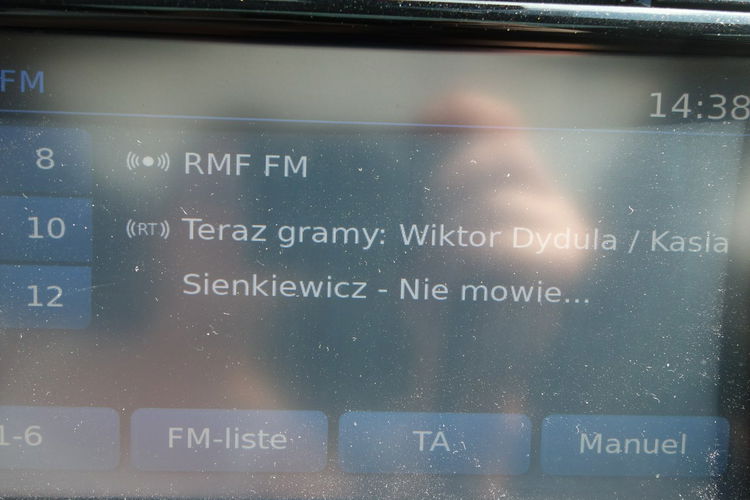 FM
14:38
8
RMF FM
10
(RT) Teraz gramy: Wiktor Dydula / Kasia
12
Sienkiewicz - Nie mowie...
1-6
FM-liste
TA
Manuel